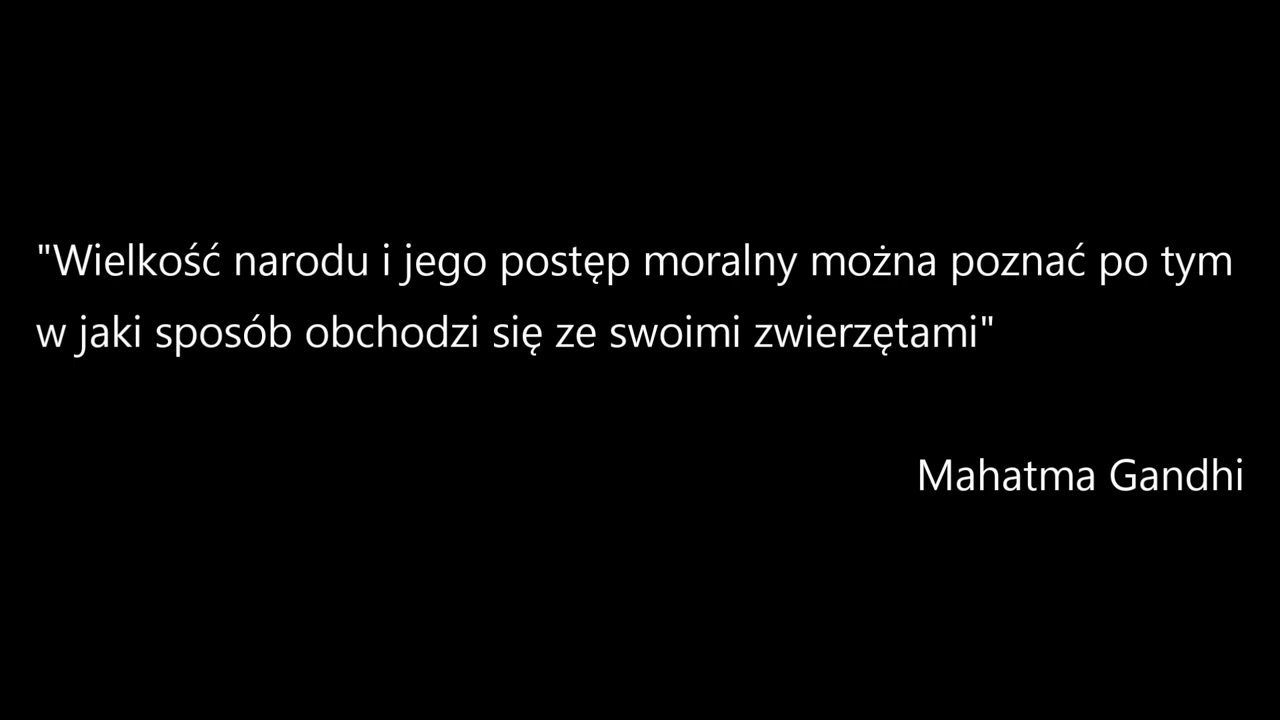 "Wielkość narodu i jego postęp moralny można poznać po tym
w jaki sposób obchodzi się ze swoimi zwierzętami"
Mahatma Gandhi